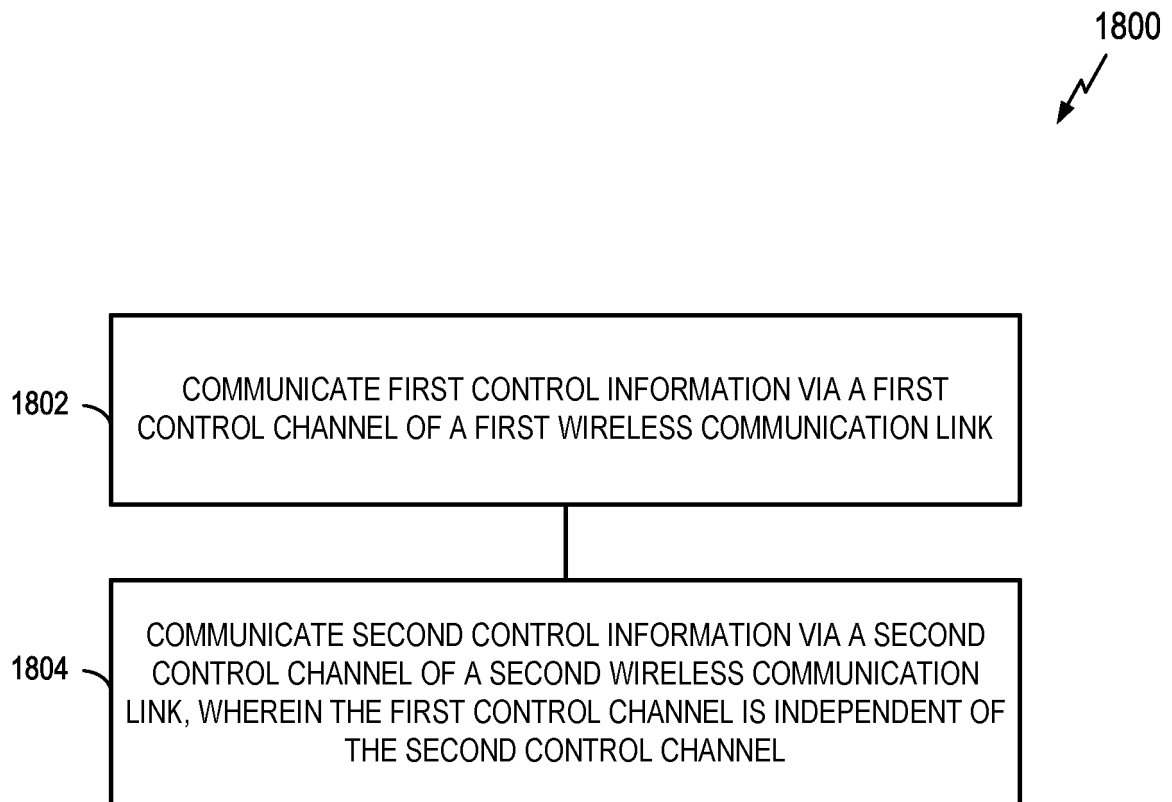 1800
1802
COMMUNICATE FIRST CONTROL INFORMATION VIA A FIRST
CONTROL CHANNEL OF A FIRST WIRELESS COMMUNICATION LINK
1804
COMMUNICATE SECOND CONTROL INFORMATION VIA A SECOND
CONTROL CHANNEL OF A SECOND WIRELESS COMMUNICATION
LINK, WHEREIN THE FIRST CONTROL CHANNEL IS INDEPENDENT OF
THE SECOND CONTROL CHANNEL